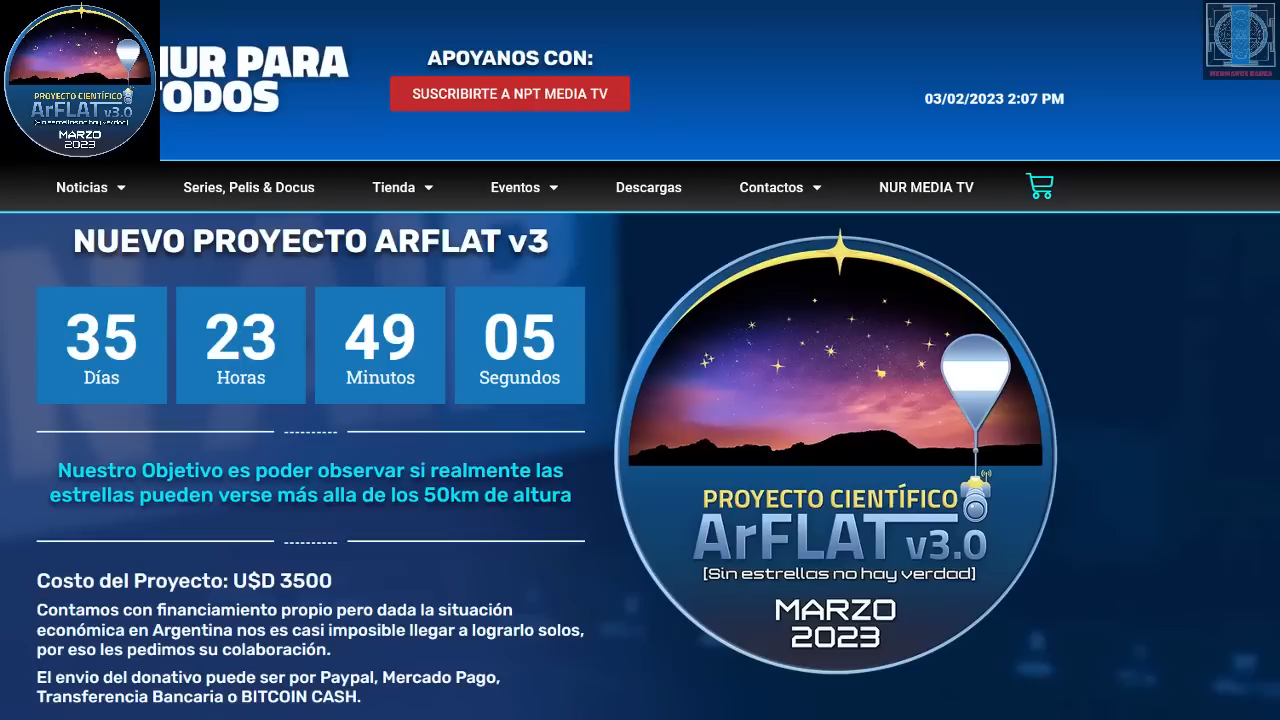 PROYECTO CIENTÍFICO
ArFLAT v3.0
[Sin estrellas no hay verdad]
MARZO
2023
NUR PARA
TODOS
APOYANOS CON:
SUSCRIBIRTE A NPT MEDIA TV
03/02/2023 2:07 PM
Noticias
Series, Pelis & Docus
Tienda
Eventos
Descargas
Contactos
NUR MEDIA TV
NUEVO PROYECTO ARFLAT v3
35
23
49
05
Días
Horas
Minutos
Segundos
Nuestro Objetivo es poder observar si realmente las
estrellas pueden verse más alla de los 50km de altura
Costo del Proyecto: U$D 3500
Contamos con financiamiento propio pero dada la situación
económica en Argentina nos es casi imposible llegar a lograrlo solos,
por eso les pedimos su colaboración.
El envio del donativo puede ser por Paypal, Mercado Pago,
Transferencia Bancaria o BITCOIN CASH.
PROYECTO CIENTÍFICO
ArFLAT v3.0
[Sin estrellas no hay verdad]
MARZO
2023